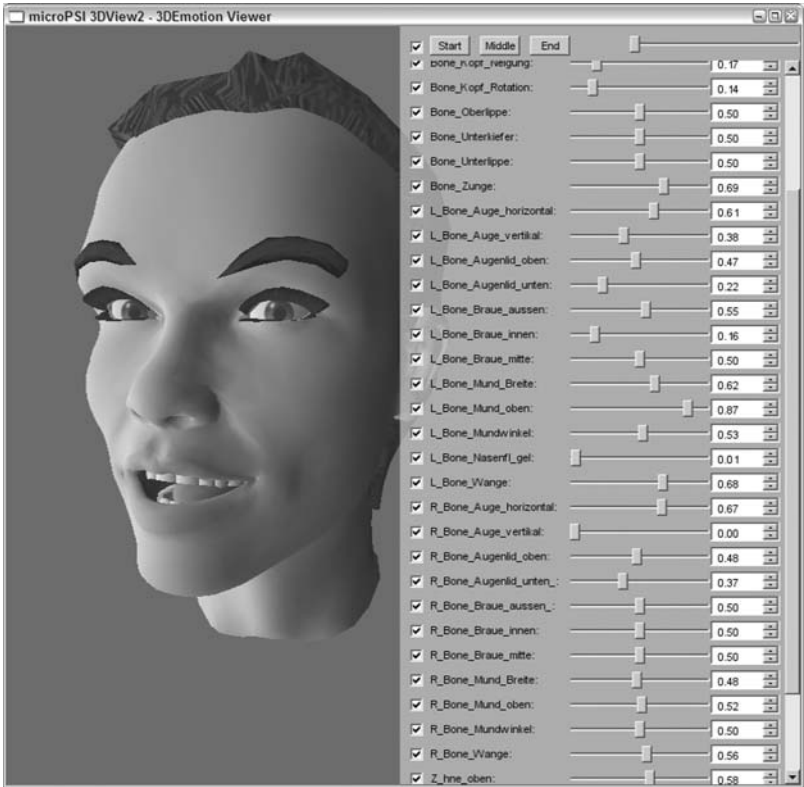 microPSI 3DView2 - 3DEmotion Viewer
Start Middle End
Bone_Kopf_Neigung: 0.17
Bone_Kopf_Rotation: 0.14
Bone_Oberlippe: 0.50
Bone_Unterkiefer: 0.50
Bone_Unterlippe: 0.50
Bone_Zunge: 0.69
L_Bone_Auge_horizontal: 0.61
L_Bone_Auge_vertikal: 0.38
L_Bone_Augenlid_oben: 0.47
L_Bone_Augenlid_unten: 0.22
L_Bone_Braue_aussen: 0.55
L_Bone_Braue_innen: 0.16
L_Bone_Braue_mitte: 0.50
L_Bone_Mund_Breite: 0.62
L_Bone_Mund_oben: 0.87
L_Bone_Mundwinkel: 0.53
L_Bone_Nasenfl_gel: 0.01
L_Bone_Wange: 0.68
R_Bone_Auge_horizontal: 0.67
R_Bone_Auge_vertikal: 0.00
R_Bone_Augenlid_oben: 0.48
R_Bone_Augenlid_unten_: 0.37
R_Bone_Braue_aussen_: 0.50
R_Bone_Braue_innen: 0.50
R_Bone_Braue_mitte: 0.50
R_Bone_Mund_Breite: 0.48
R_Bone_Mund_oben: 0.52
R_Bone_Mundwinkel: 0.50
R_Bone_Wange: 0.56
Z_hne_oben: 0.58